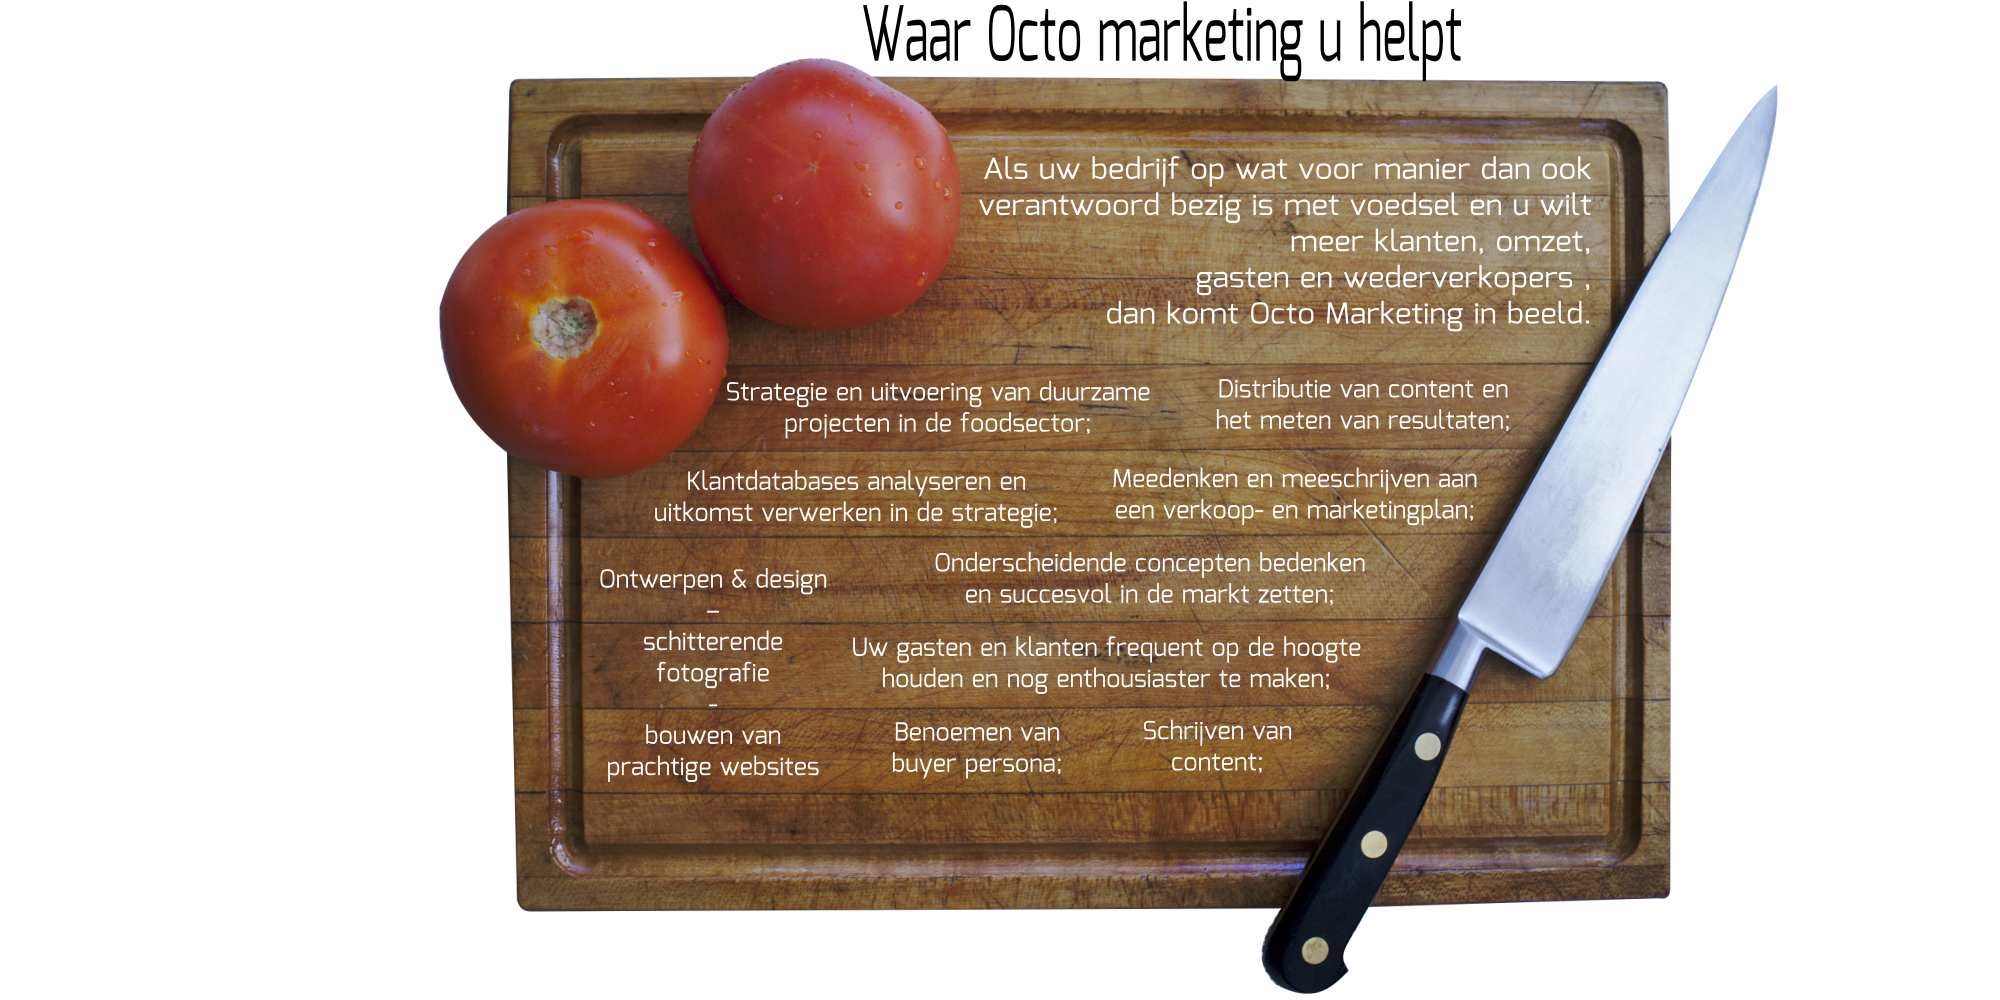 Waar Octo marketing u helpt
Als uw bedrijf op wat voor manier dan ook
verantwoord bezig is met voedsel en u wilt
meer klanten, omzet,
gasten en wederverkopers ,
dan komt Octo Marketing in beeld.
Strategie en uitvoering van duurzame
projecten in de foodsector;
Distributie van content en
het meten van resultaten;
Klantdatabases analyseren en
uitkomst verwerken in de strategie;
Meedenken en meeschrijven aan
een verkoop- en marketingplan;
Ontwerpen & design
–
schitterende
fotografie
-
bouwen van
prachtige websites
Onderscheidende concepten bedenken
en succesvol in de markt zetten;
Uw gasten en klanten frequent op de hoogte
houden en nog enthousiaster te maken;
Benoemen van
buyer persona;
Schrijven van
content;